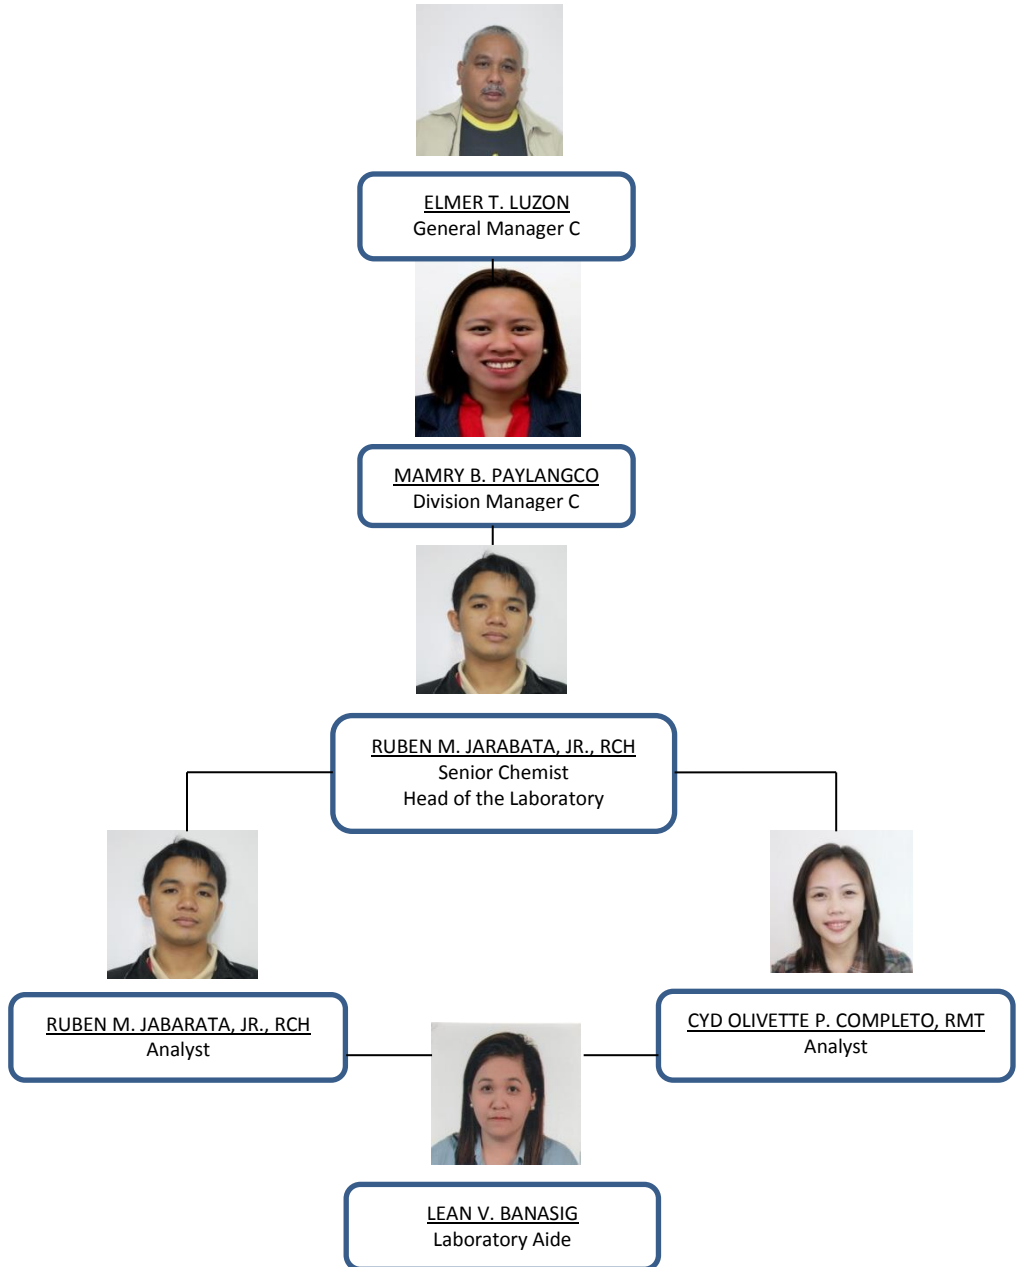 ELMER T. LUZON
General Manager C
MAMRY B. PAYLANGCO
Division Manager C
RUBEN M. JARABATA, JR., RCH
Senior Chemist
Head of the Laboratory
RUBEN M. JABARATA, JR., RCH
Analyst
CYD OLIVETTE P. COMPLETO, RMT
Analyst
LEAN V. BANASIG
Laboratory Aide